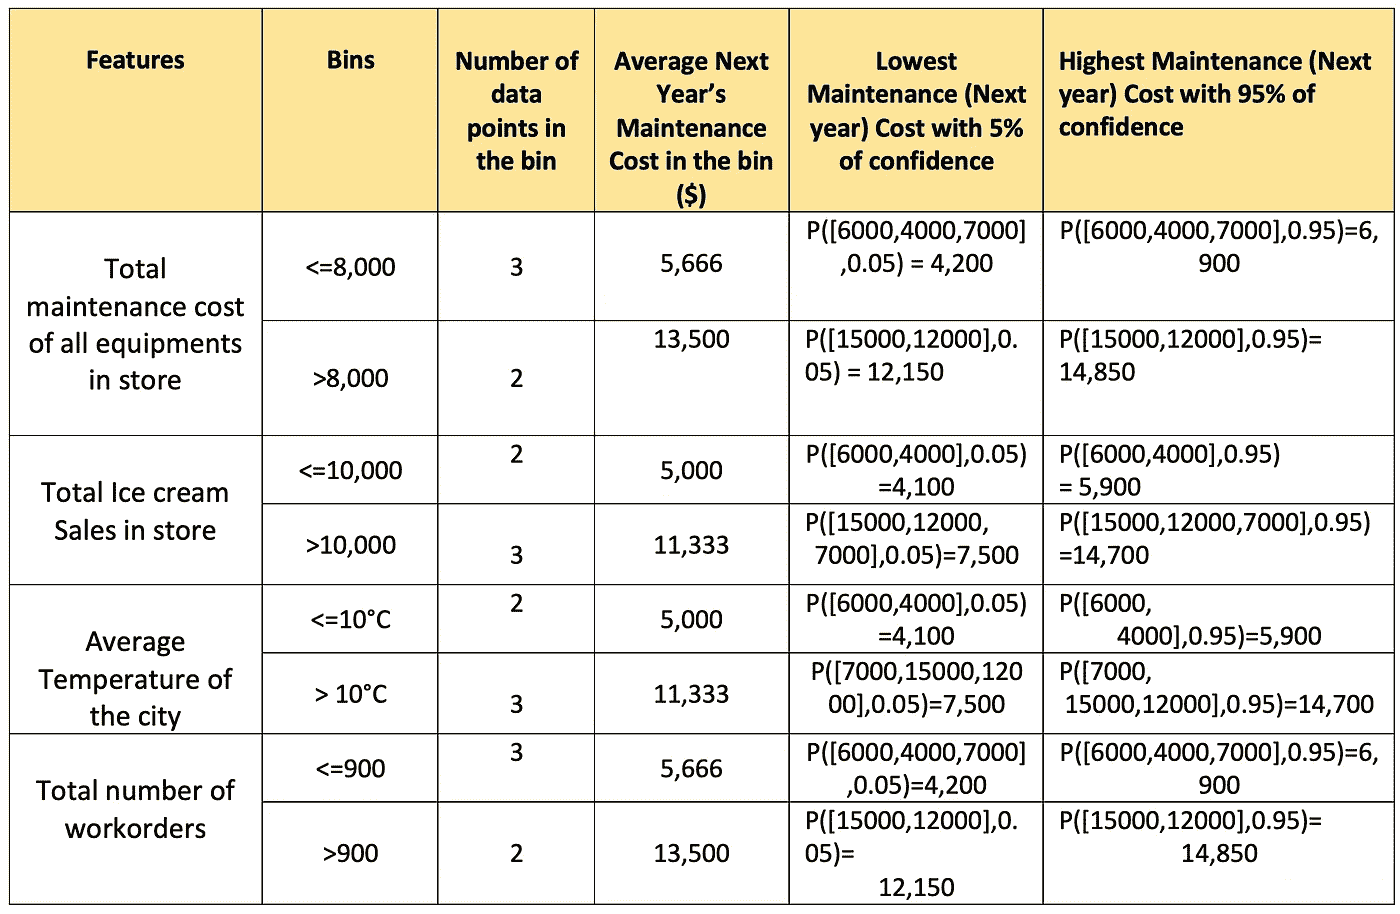 Features
Bins
Number of
data
points in
the bin
Average Next
Year's
Maintenance
Cost in the bin
($)
Lowest
Maintenance (Next
year) Cost with 5%
of confidence
Highest Maintenance (Next
year) Cost with 95% of
confidence
Total
maintenance cost
of all equipments
in store
<=8,000
3
5,666
P([6000,4000,7000]
,0.05) = 4,200
P([6000,4000,7000],0.95)=6,
900
>8,000
2
13,500
P([15000,12000],0.
05) = 12,150
P([15000,12000],0.95)=
14,850
Total Ice cream
Sales in store
<=10,000
2
5,000
P([6000,4000],0.05)
=4,100
P([6000,4000],0.95)
= 5,900
>10,000
3
11,333
P([15000,12000,
7000],0.05)=7,500
P([15000,12000,7000],0.95)
=14,700
Average
Temperature of
the city
<=10°C
2
5,000
P([6000,4000],0.05)
=4,100
P([6000,
4000],0.95)=5,900
> 10°C
3
11,333
P([7000,15000,120
00],0.05)=7,500
P([7000,
15000,12000],0.95)=14,700
Total number of
workorders
<=900
3
5,666
P([6000,4000,7000]
,0.05)=4,200
P([6000,4000,7000],0.95)=6,
900
>900
2
13,500
P([15000,12000],0.
05)=
12,150
P([15000,12000],0.95)=
14,850